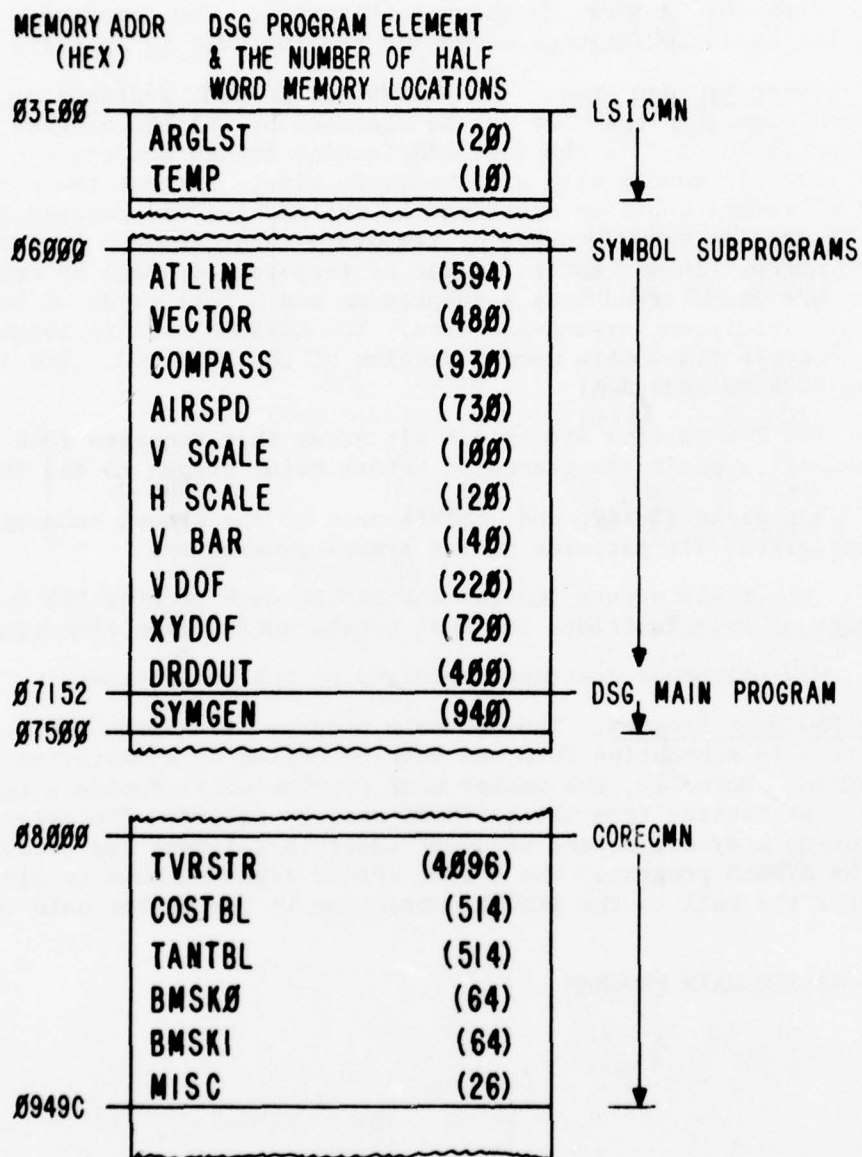 MEMORY ADDR DSG PROGRAM ELEMENT
(HEX) & THE NUMBER OF HALF
WORD MEMORY LOCATIONS
Ø3EØØ LSICMN
ARGLST (2Ø)
TEMP (1Ø)
Ø6ØØØ SYMBOL SUBPROGRAMS
ATLINE (594)
VECTOR (48Ø)
COMPASS (93Ø)
AIRSPD (73Ø)
V SCALE (1ØØ)
H SCALE (12Ø)
V BAR (14Ø)
VDOF (22Ø)
XYDOF (72Ø)
DRDOUT (4ØØ)
Ø7152 DSG MAIN PROGRAM
SYMGEN (94Ø)
Ø75ØØ
Ø8ØØØ CORECMN
TVRSTR (4Ø96)
COSTBL (514)
TANTBL (514)
BMSKØ (64)
BMSK1 (64)
MISC (26)
Ø949C